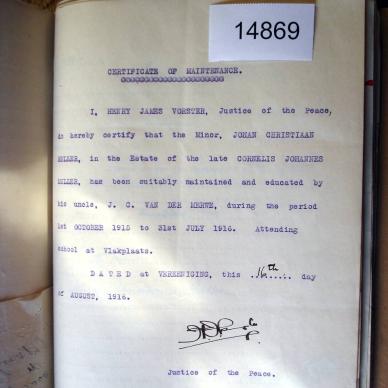 14869
CERTIFICATE OF MAINTENANCE.
I, HENRY JAMES VORSTER, Justice of the Peace,
do hereby certify that the Minor, JOHAN CHRISTIAAN
MULLER, in the Estate of the late CORNELIS JOHANNES
MULLER, has been suitably maintained and educated by
his uncle, J. C. VAN DER MERWE, during the period
1st OCTOBER 1915 to 31st JULY 1916. Attending
school at Vlakplaats.
D A T E D at VEREENIGING, this ..16th..... day
of AUGUST, 1916.
Justice of the Peace.